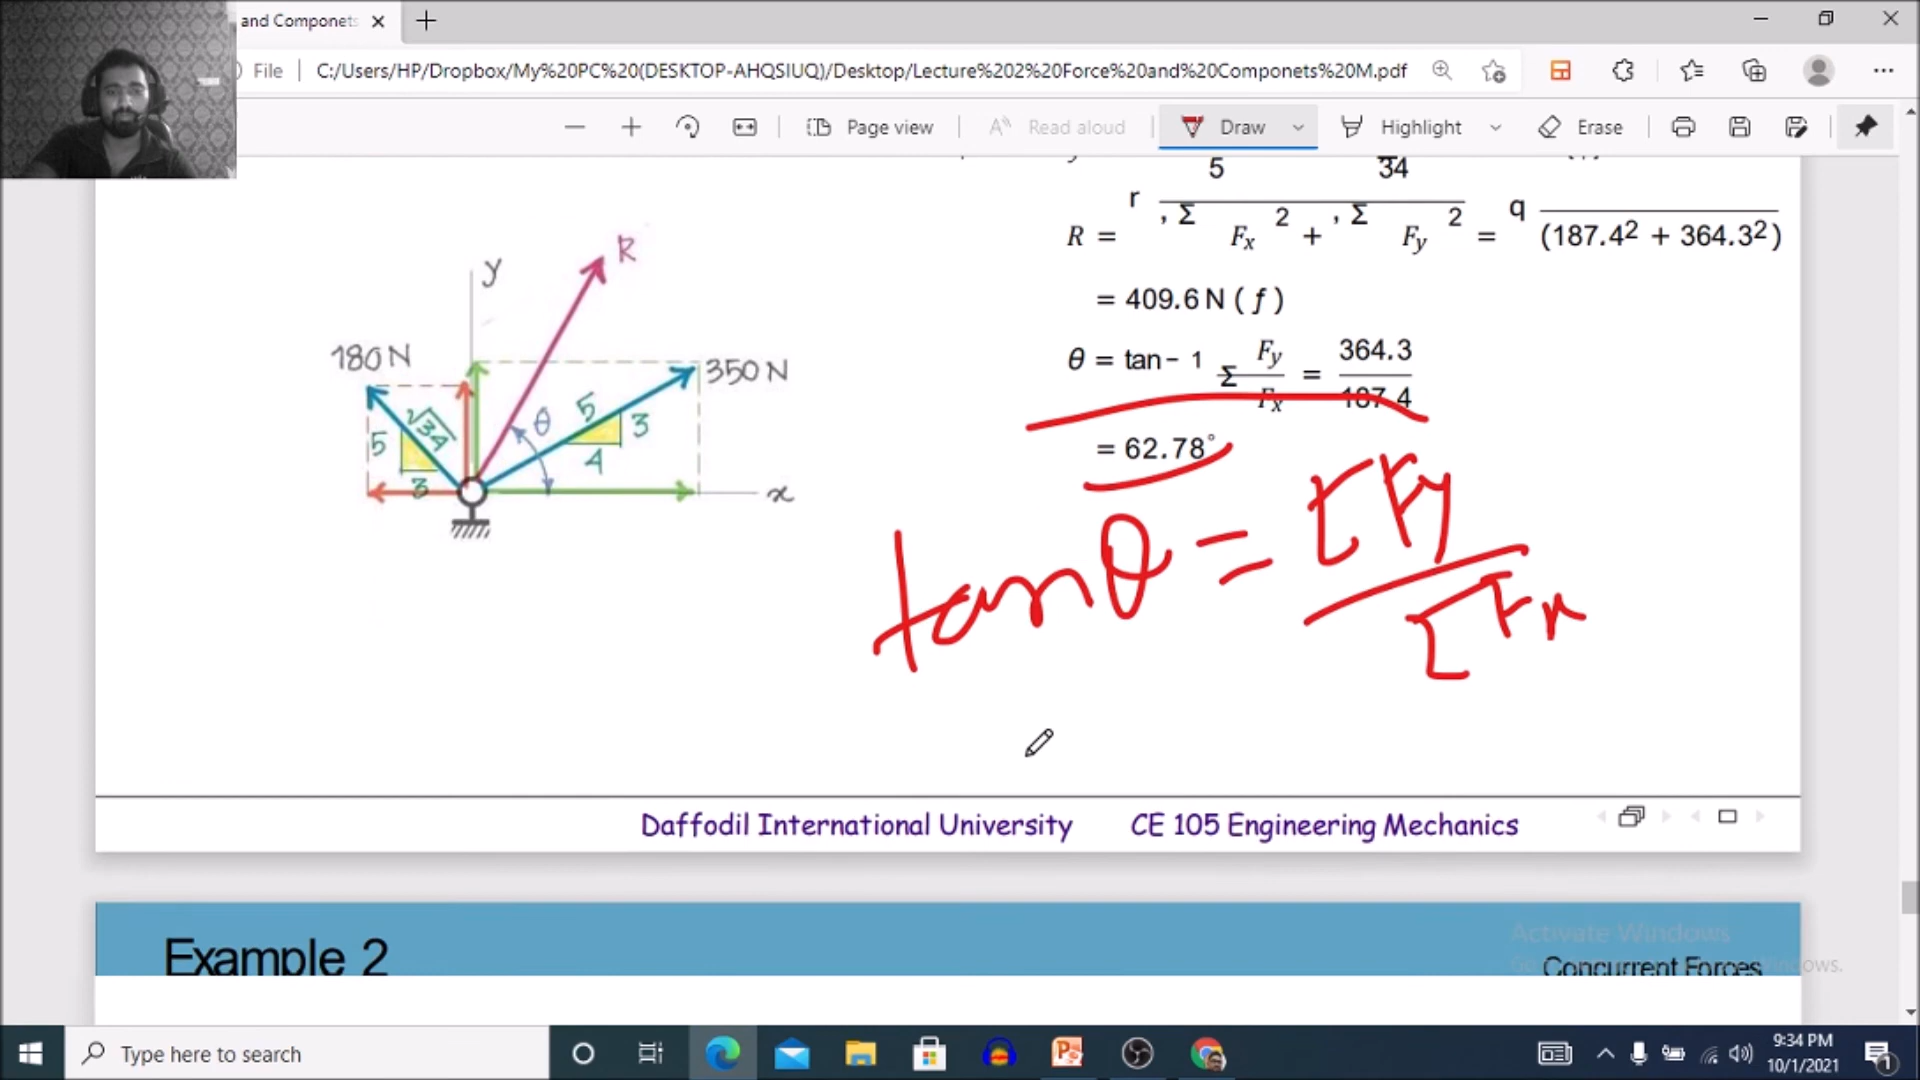 and Componets
File C:/Users/HP/Dropbox/My%20PC%20(DESKTOP-AHQSIUQ)/Desktop/Lecture%202%20Force%20and%20Componets%20M.pdf
Page view Read aloud Draw Highlight Erase
5 34
r , Σ Fx 2 , Σ Fy 2 q
R = + = (187.4² + 364.3²)
= 409.6 N ( f )
θ = tan− 1 Σ Fy / Fx = 364.3 / 187.4
= 62.78°
y
R
180 N
350 N
θ
5 √34 3
5 3 4
x
tanθ = ΣFy / ΣFx
Daffodil International University CE 105 Engineering Mechanics
Example 2
Concurrent Forces
Activate Windows
Type here to search
9:34 PM
10/1/2021
1